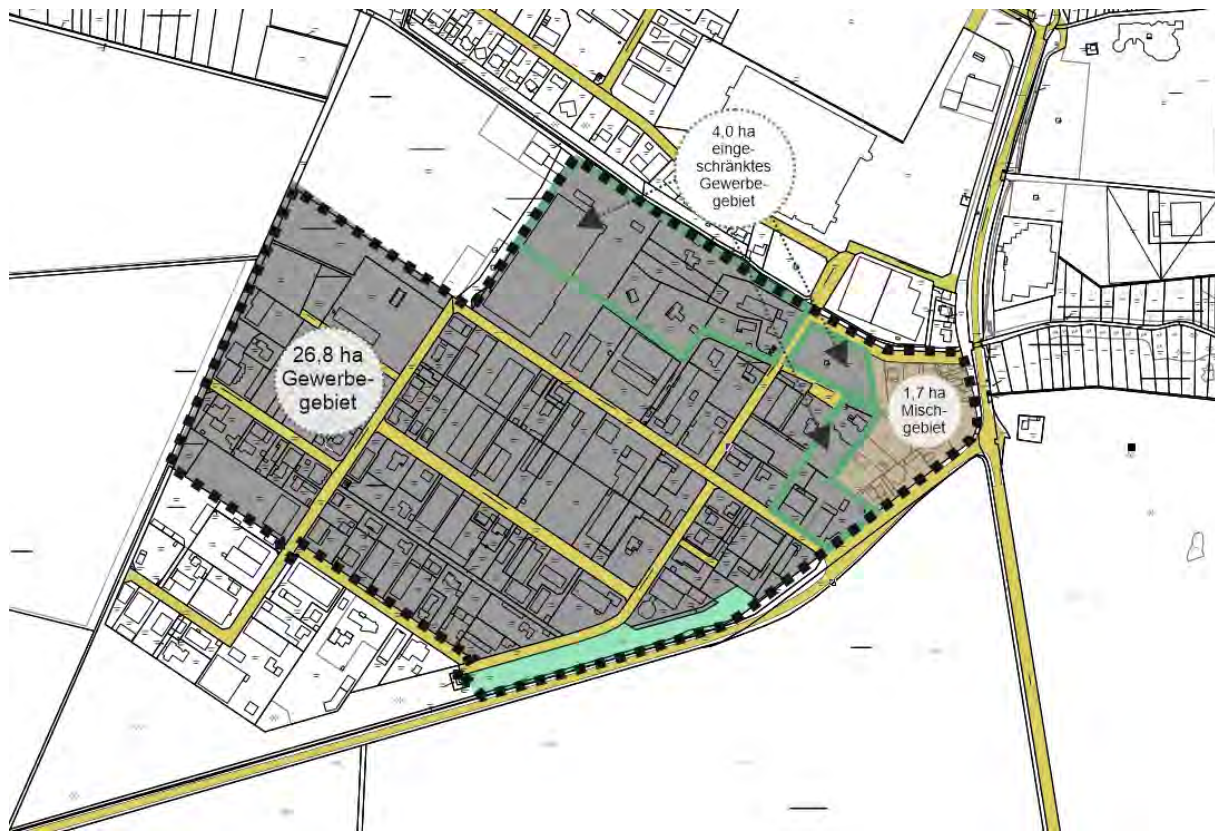 4,0 ha
einge-
schränktes
Gewerbe-
gebiet
26,8 ha
Gewerbe-
gebiet
1,7 ha
Misch-
gebiet